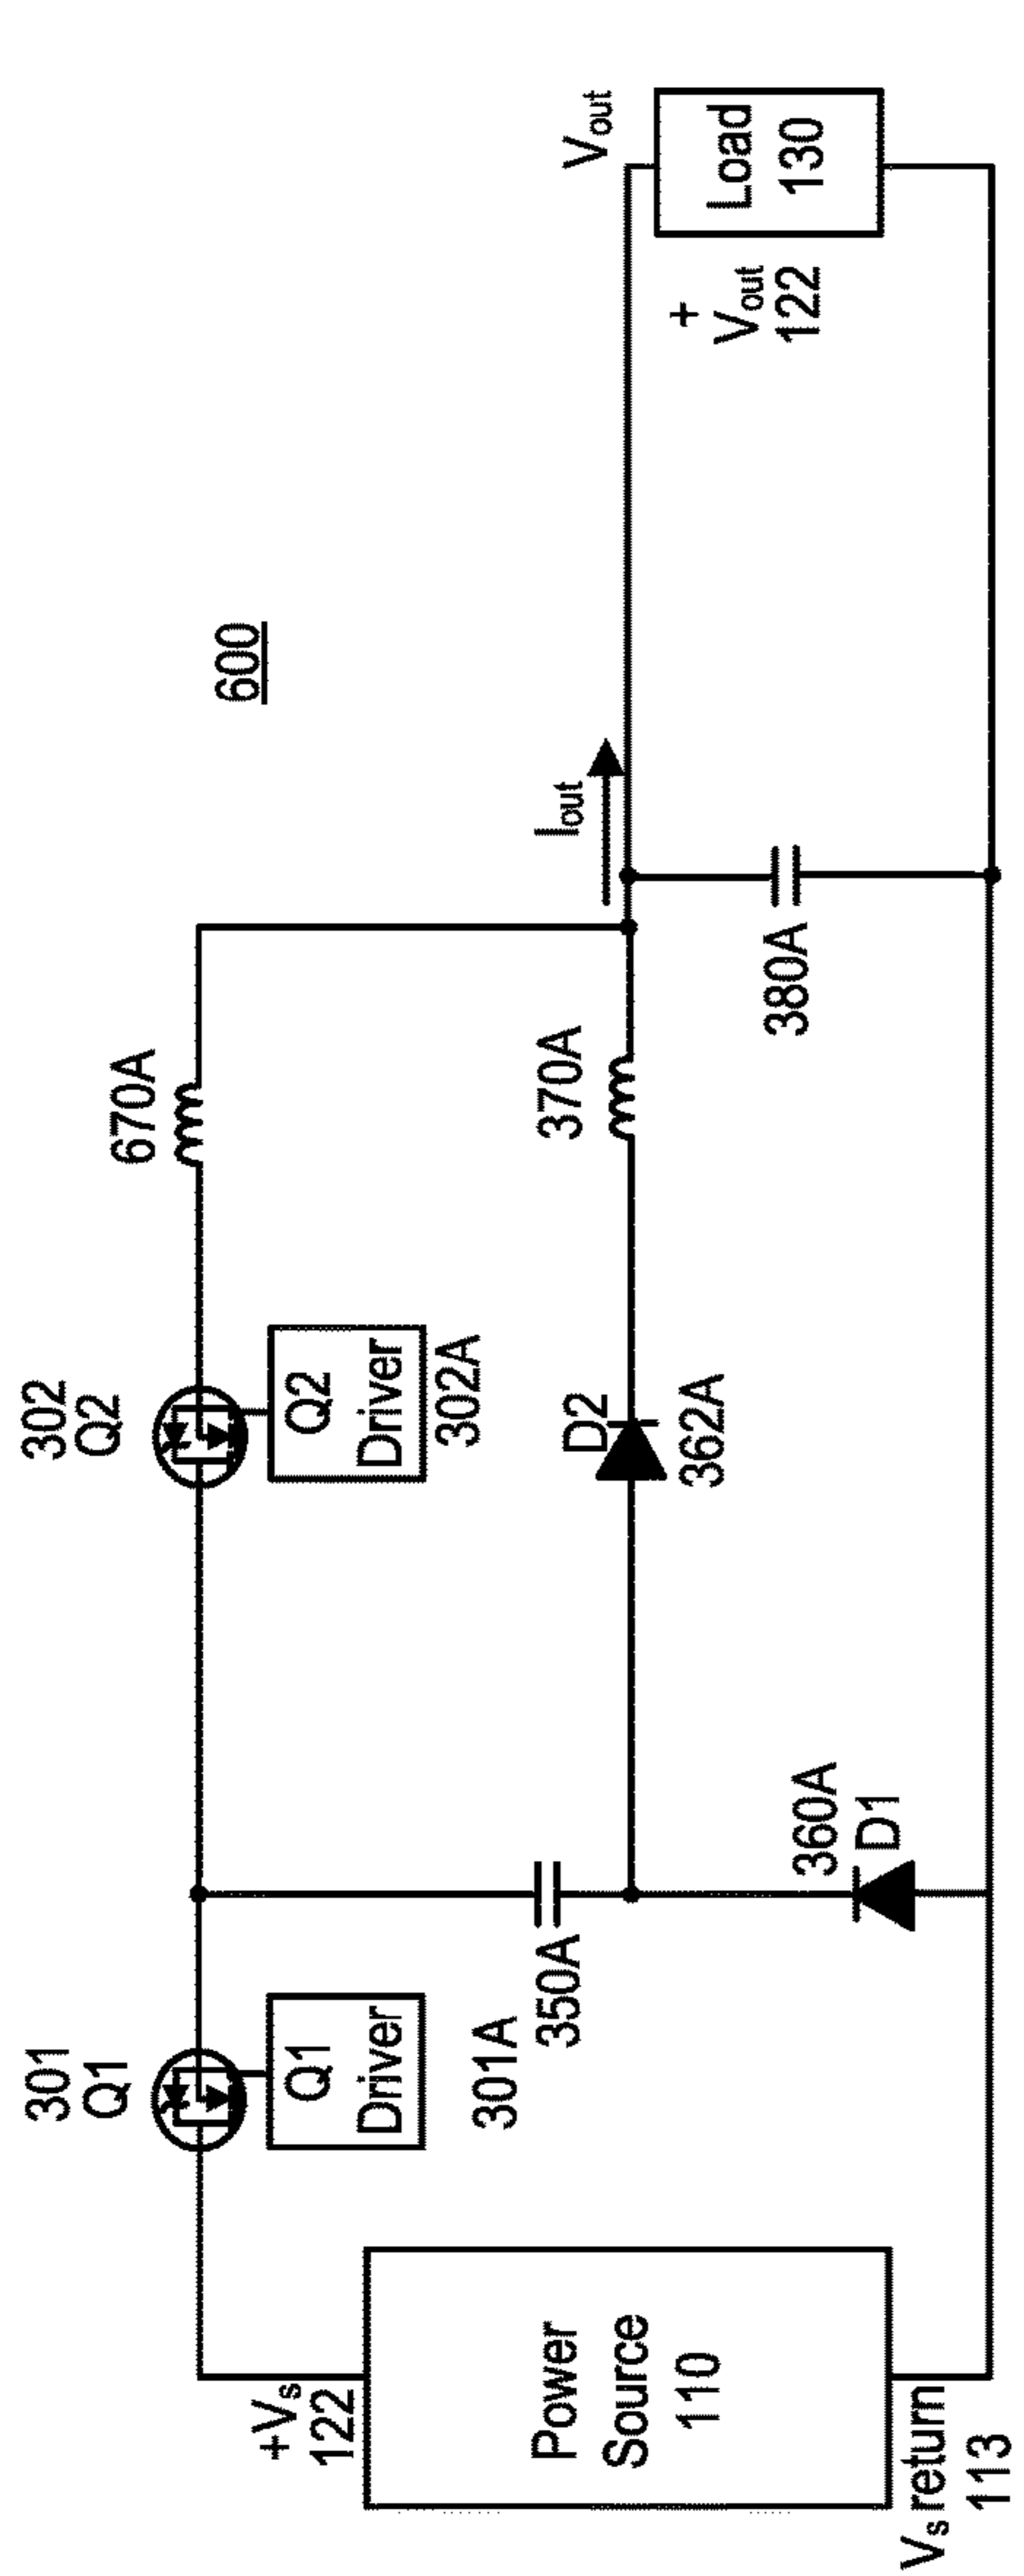 600
301
Q1
Q1
Driver
301A
302
Q2
Q2
Driver
302A
670A
+Vs
122
Power
Source
110
Vs return
113
350A
360A
D1
D2
362A
370A
380A
Iout
Vout
+
Vout
122
Load
130